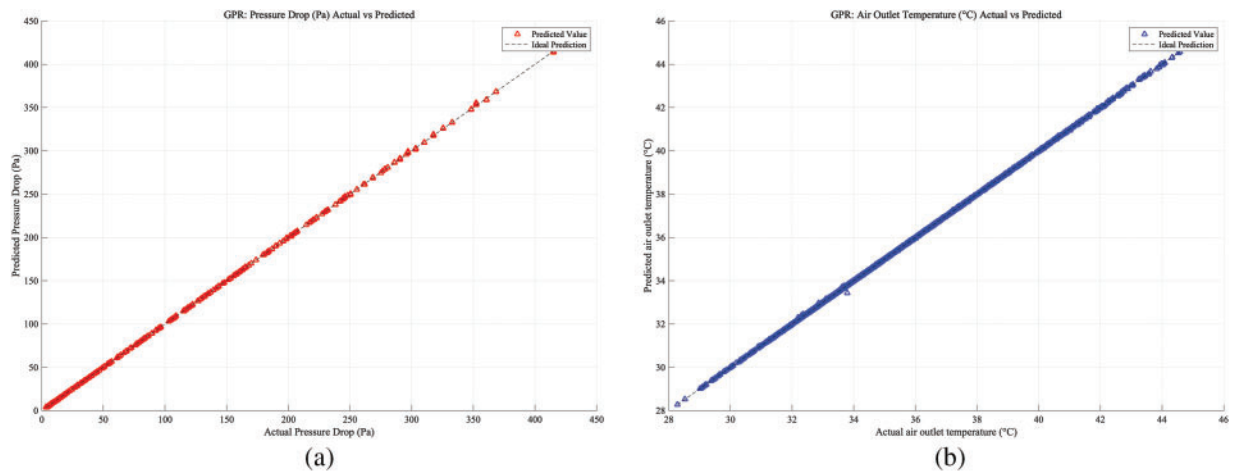 GPR: Pressure Drop (Pa) Actual vs Predicted
Predicted Value
Ideal Prediction
Predicted Pressure Drop (Pa)
450
400
350
300
250
200
150
100
50
0
0 50 100 150 200 250 300 350 400 450
Actual Pressure Drop (Pa)
(a)
GPR: Air Outlet Temperature (°C) Actual vs Predicted
Predicted Value
Ideal Prediction
Predicted air outlet temperature (°C)
46
44
42
40
38
36
34
32
30
28
28 30 32 34 36 38 40 42 44 46
Actual air outlet temperature (°C)
(b)